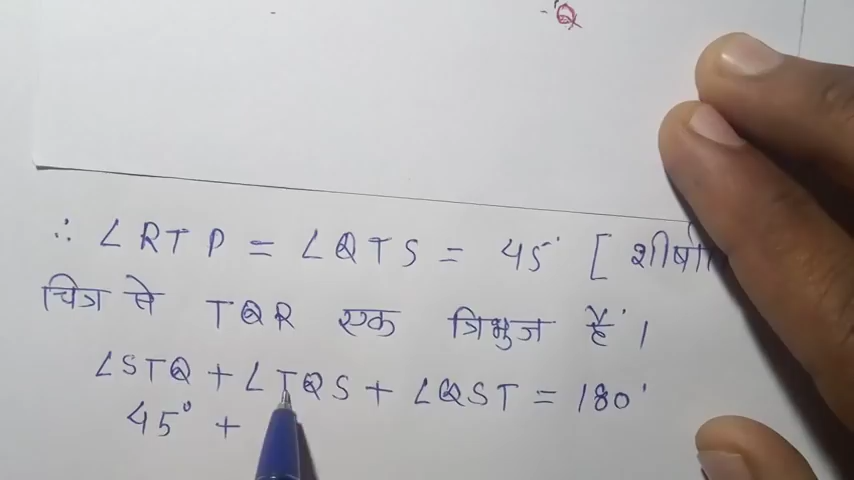 Q
∴ ∠RTP = ∠QTS = 45° [
चित्र से TQR एक त्रिभुज है।
∠STQ + ∠TQS + ∠QST = 180°
45° +